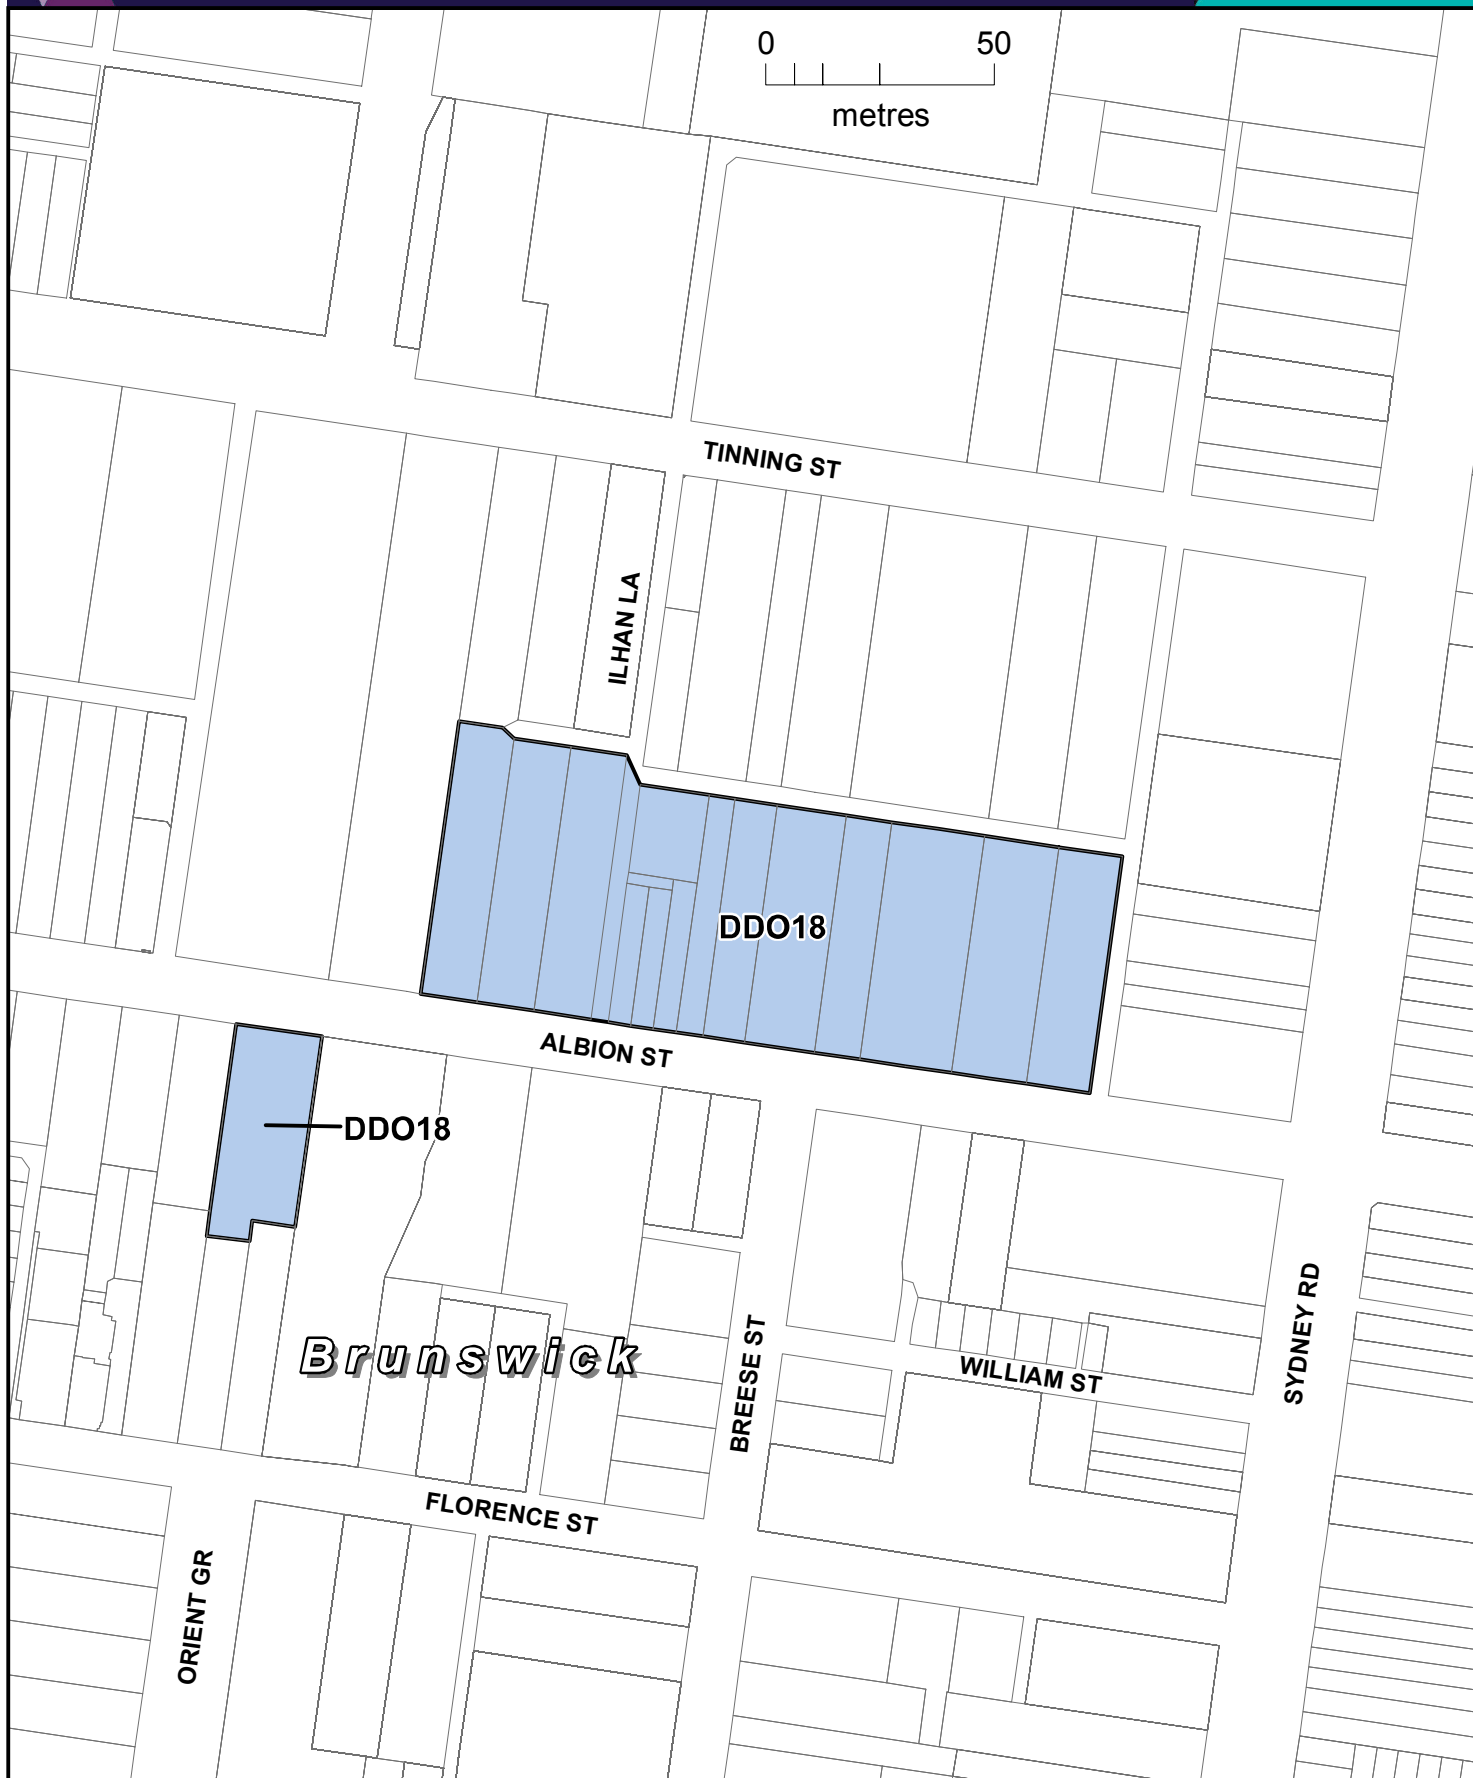 0 50
metres
TINNING ST
ILHAN LA
DDO18
ALBION ST
DDO18
SYDNEY RD
Brunswick
BREESE ST
WILLIAM ST
FLORENCE ST
ORIENT GR